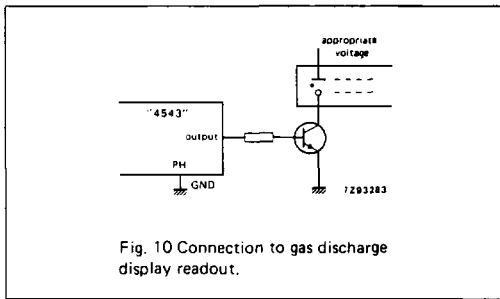 appropriate
voltage
"4543"
output
PH
GND
7Z93283
Fig. 10 Connection to gas discharge
display readout.